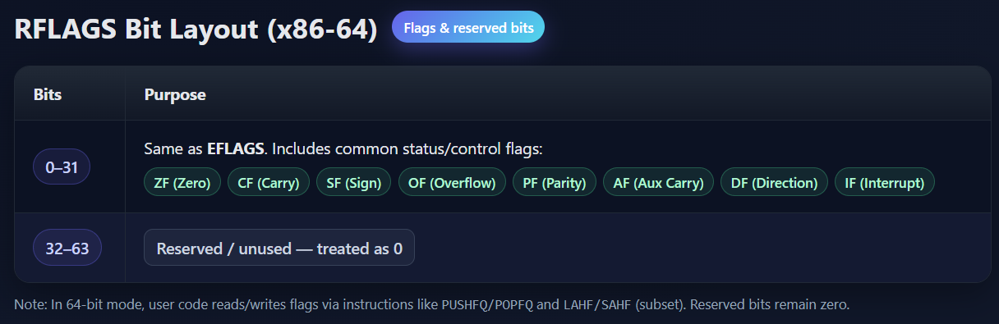 RFLAGS Bit Layout (x86-64) Flags & reserved bits
Bits Purpose
0–31 Same as EFLAGS. Includes common status/control flags:
ZF (Zero) CF (Carry) SF (Sign) OF (Overflow) PF (Parity) AF (Aux Carry) DF (Direction) IF (Interrupt)
32–63 Reserved / unused — treated as 0
Note: In 64-bit mode, user code reads/writes flags via instructions like PUSHFQ/POPFQ and LAHF/SAHF (subset). Reserved bits remain zero.